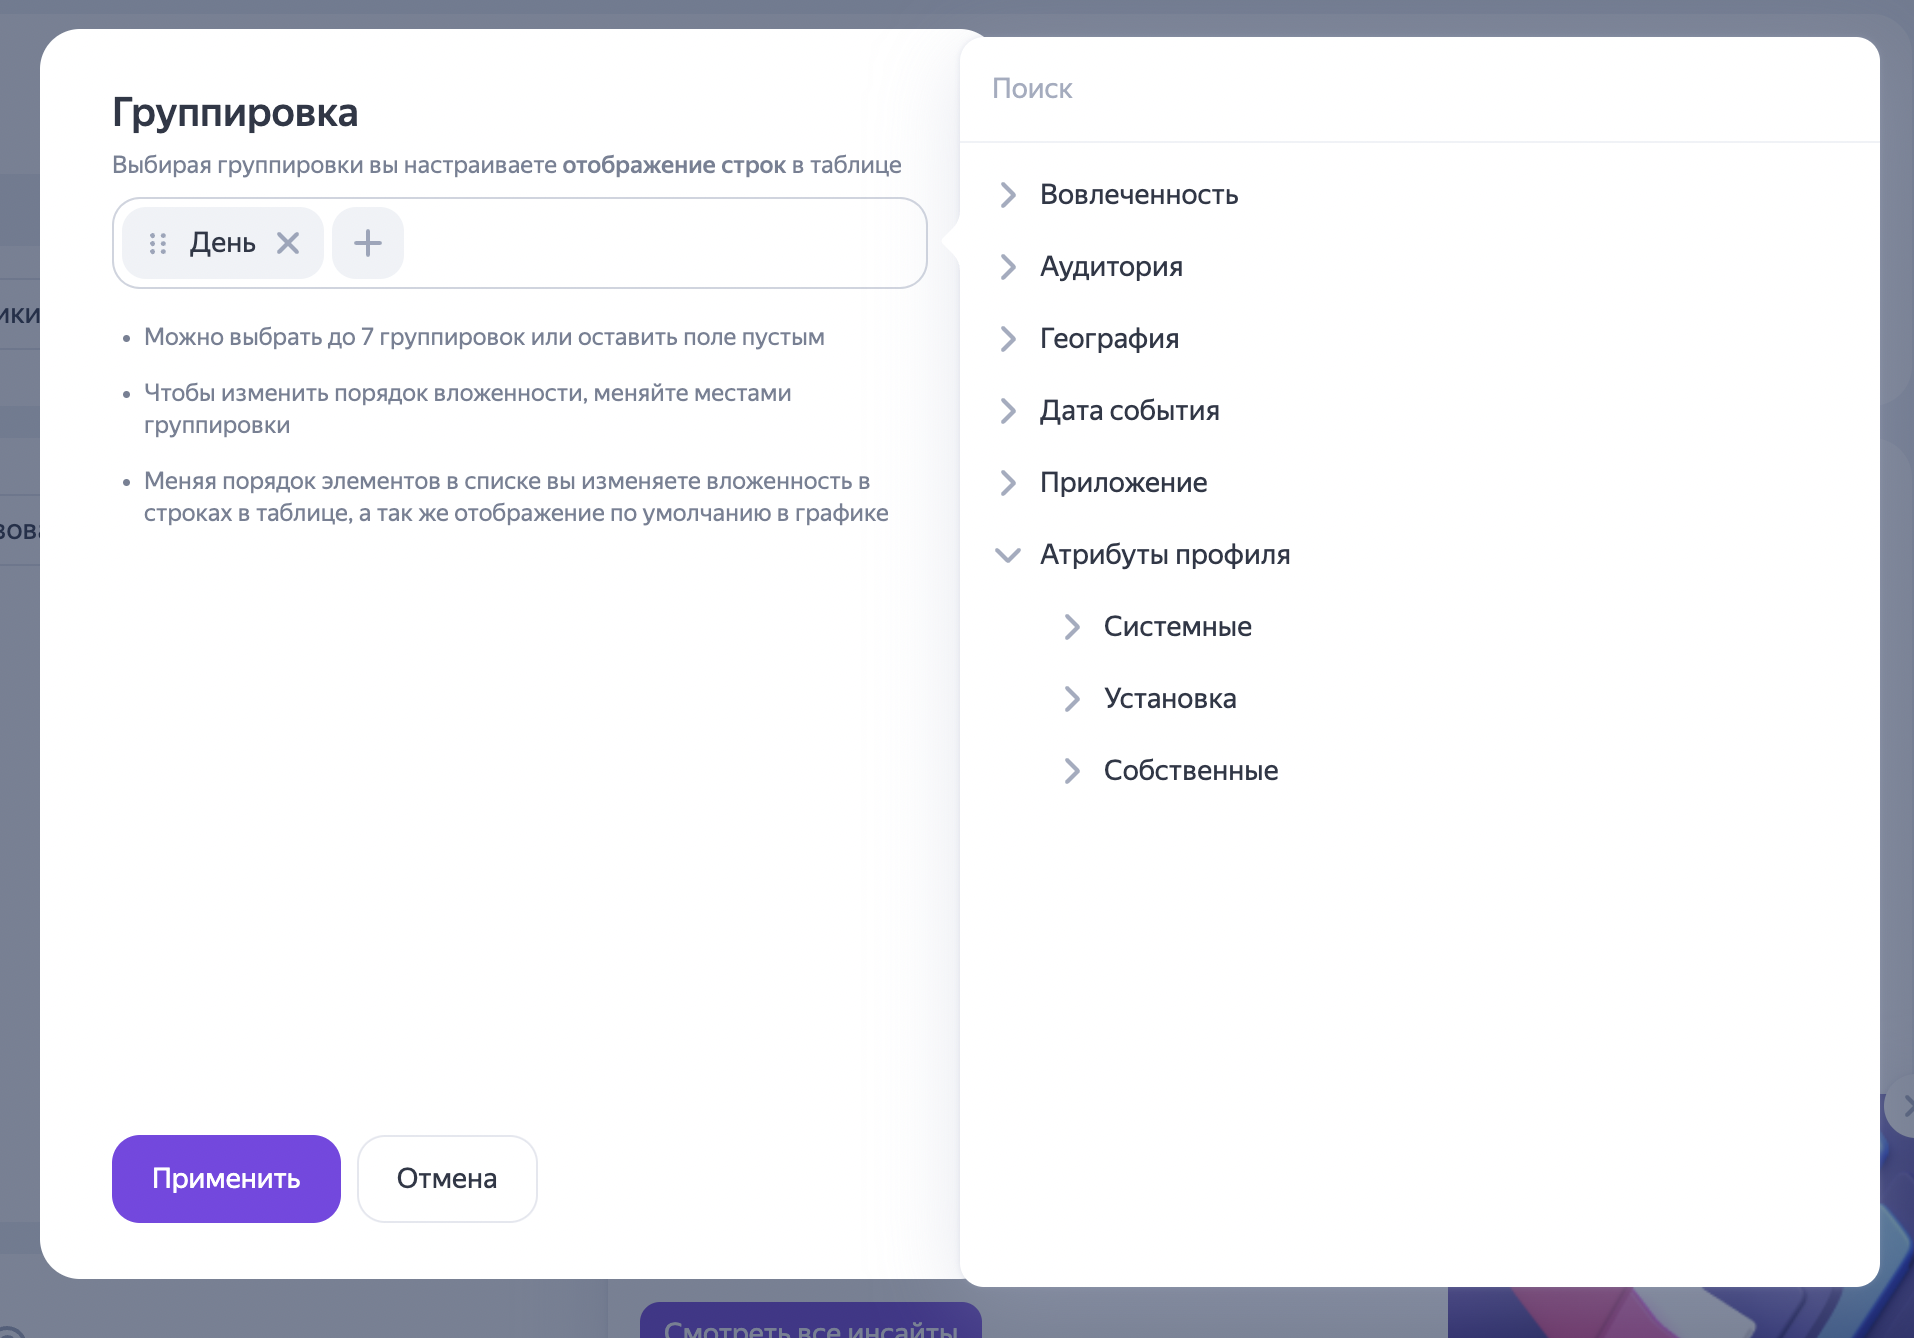 Группировка
Выбирая группировки вы настраиваете отображение строк в таблице
День
Можно выбрать до 7 группировок или оставить поле пустым
Чтобы изменить порядок вложенности, меняйте местами
группировки
Меняя порядок элементов в списке вы изменяете вложенность в
строках в таблице, а так же отображение по умолчанию в графике
Применить
Отмена
Поиск
Вовлеченность
Аудитория
География
Дата события
Приложение
Атрибуты профиля
Системные
Установка
Собственные
Смотреть все инсайты